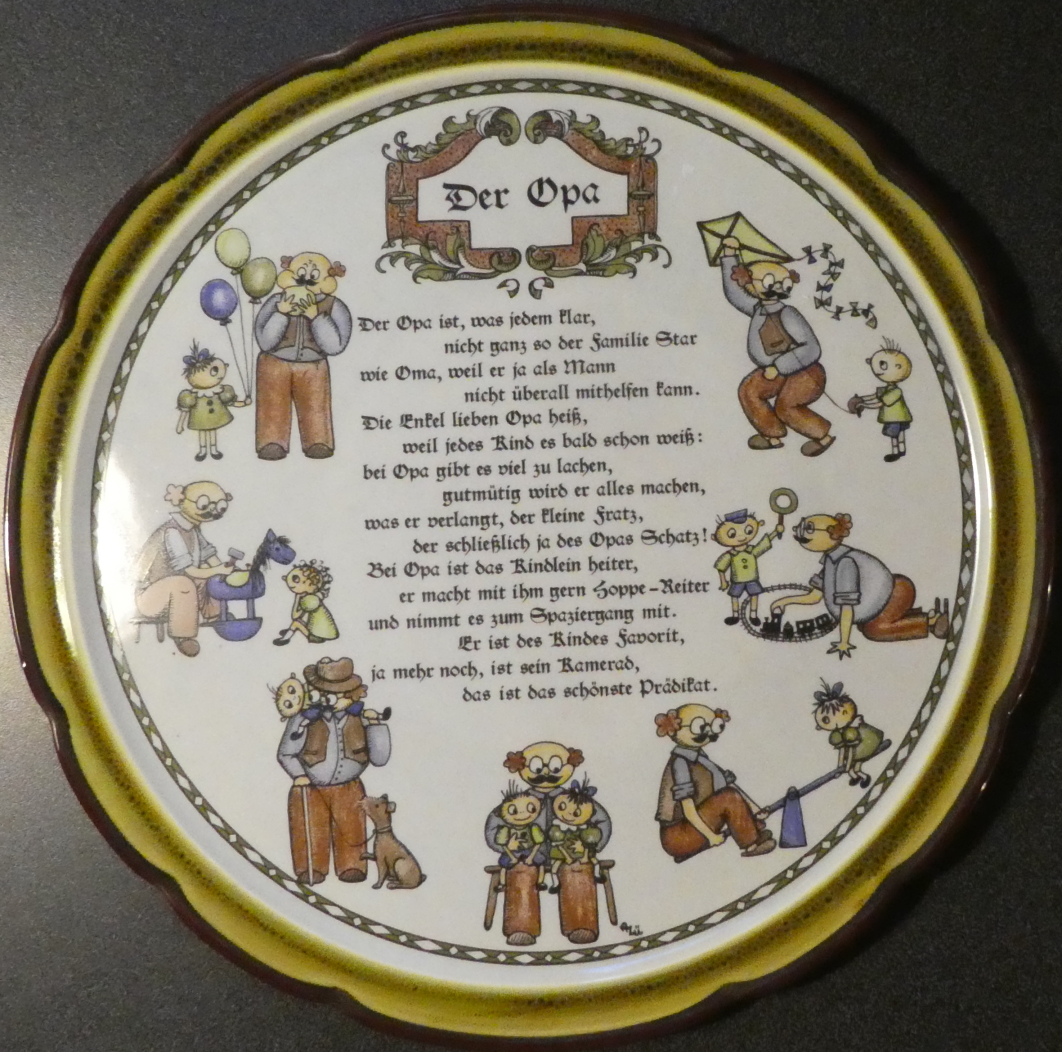 Der Opa
Der Opa ist, was jedem klar,
nicht ganz so der Familie Star
wie Oma, weil er ja als Mann
nicht überall mithelfen kann.
Die Enkel lieben Opa heiß,
weil jedes Kind es bald schon weiß:
bei Opa gibt es viel zu lachen,
gutmütig wird er alles machen,
was er verlangt, der kleine Fratz,
der schließlich ja des Opas Schatz!
Bei Opa ist das Kindlein heiter,
er macht mit ihm gern Hoppe-Reiter
und nimmt es zum Spaziergang mit.
Er ist des Kindes Favorit,
ja mehr noch, ist sein Kamerad,
das ist das schönste Prädikat.